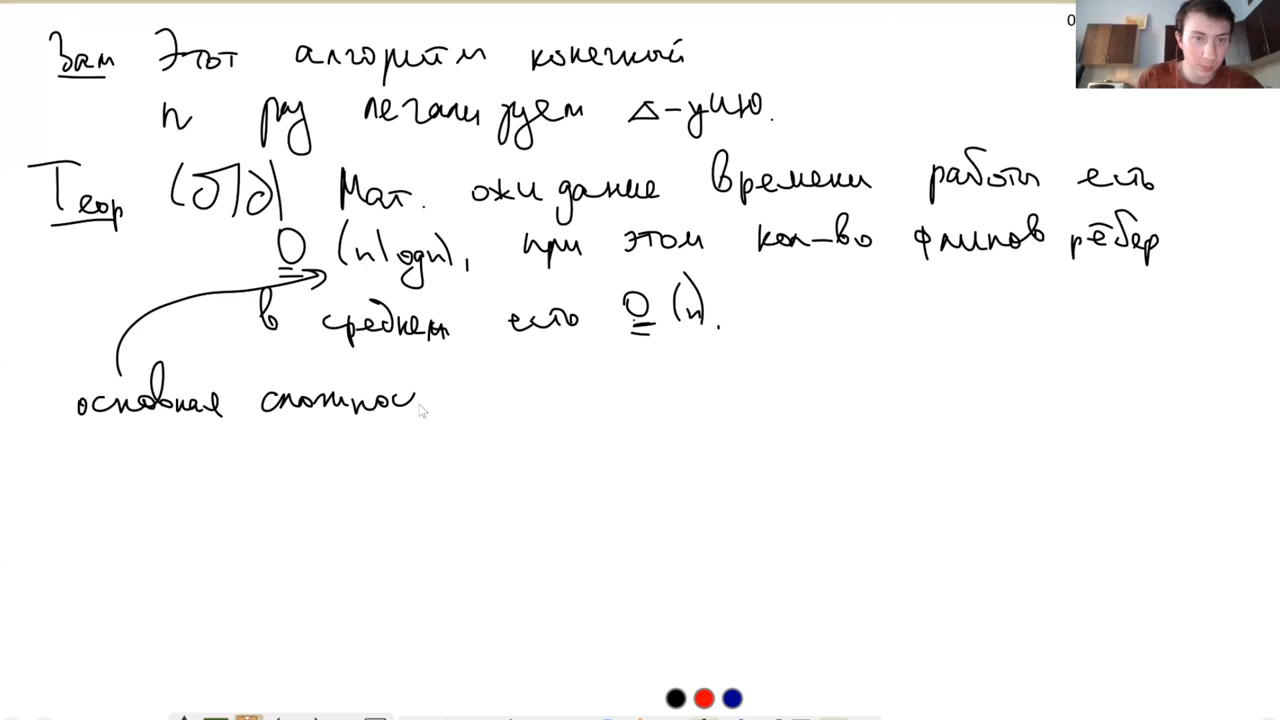 Зам Этот алгоритм конечный
n раз легализуем Δ-цию.
Теор (б/д) Мат. ожидание времени работы есть
O (n log n), при этом кол-во флипов рёбер
в среднем есть O (n).
основная сложнос